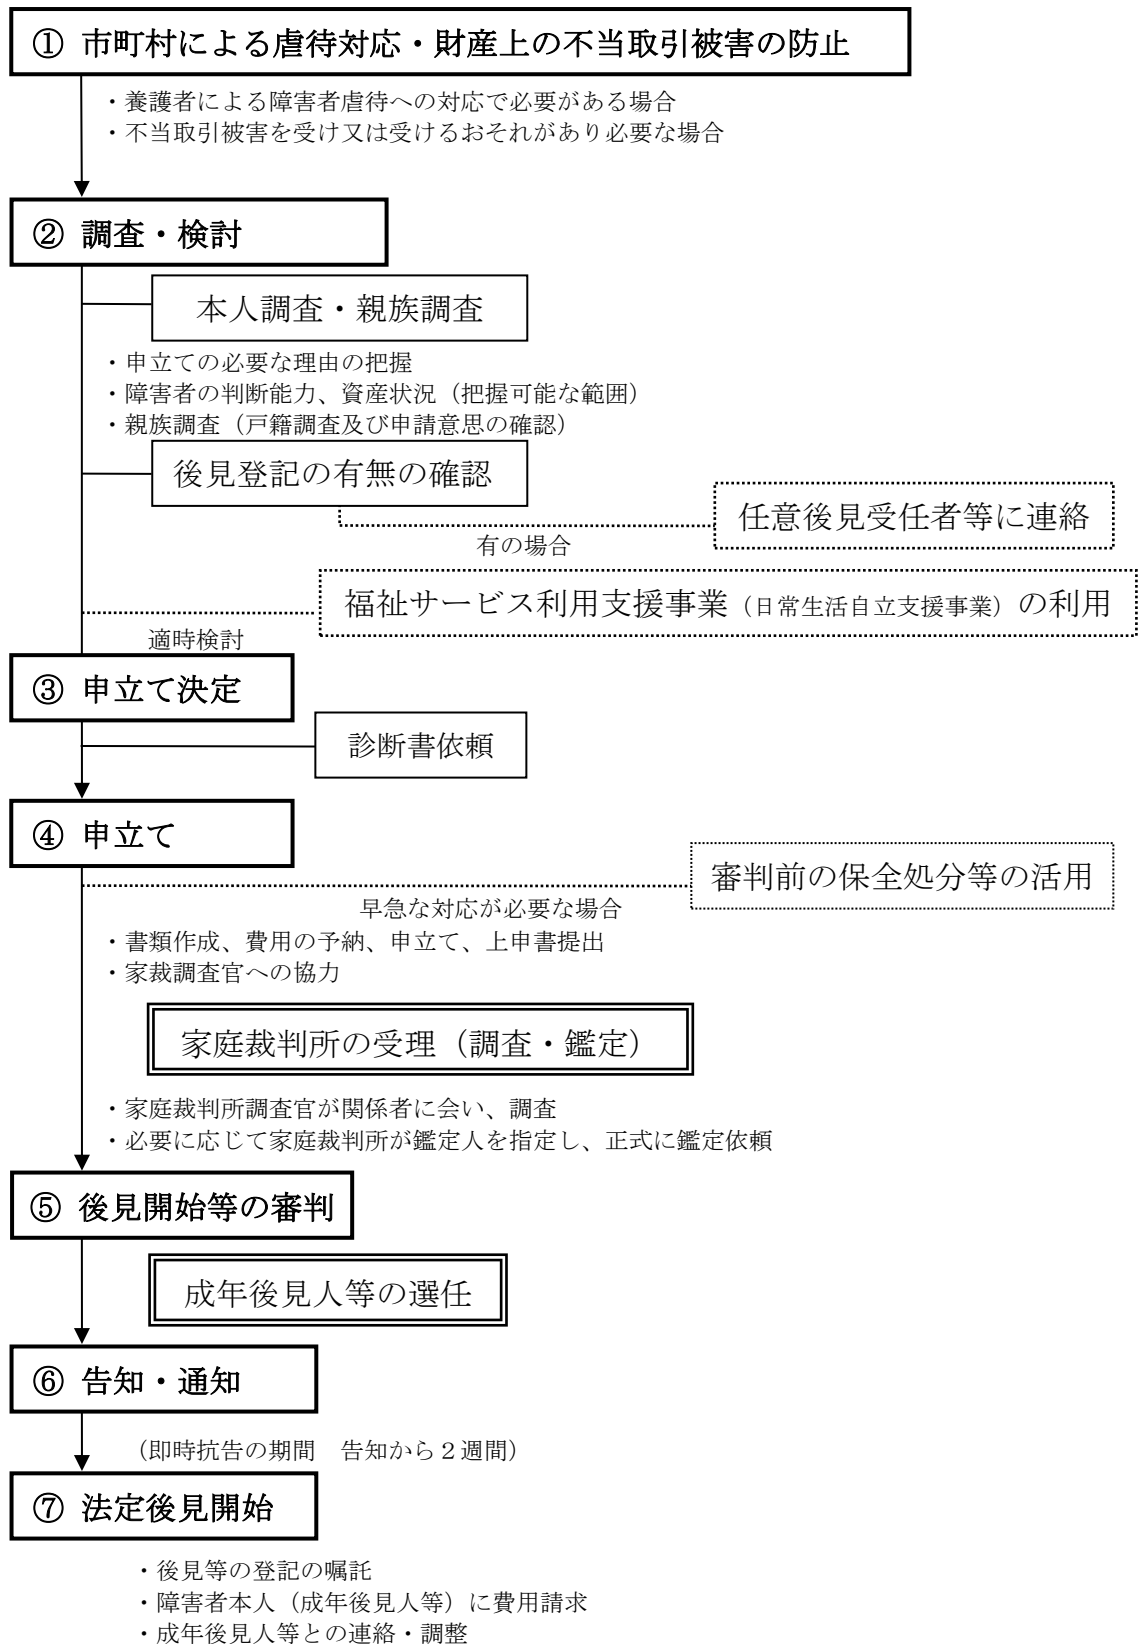 ① 市町村による虐待対応・財産上の不当取引被害の防止
・養護者による障害者虐待への対応で必要がある場合
・不当取引被害を受け又は受けるおそれがあり必要な場合
② 調査・検討
本人調査・親族調査
・申立ての必要な理由の把握
・障害者の判断能力、資産状況（把握可能な範囲）
・親族調査（戸籍調査及び申請意思の確認）
後見登記の有無の確認
任意後見受任者等に連絡
有の場合
福祉サービス利用支援事業（日常生活自立支援事業）の利用
適時検討
③ 申立て決定
診断書依頼
④ 申立て
審判前の保全処分等の活用
早急な対応が必要な場合
・書類作成、費用の予納、申立て、上申書提出
・家裁調査官への協力
家庭裁判所の受理（調査・鑑定）
・家庭裁判所調査官が関係者に会い、調査
・必要に応じて家庭裁判所が鑑定人を指定し、正式に鑑定依頼
⑤ 後見開始等の審判
成年後見人等の選任
⑥ 告知・通知
（即時抗告の期間　告知から２週間）
⑦ 法定後見開始
・後見等の登記の嘱託
・障害者本人（成年後見人等）に費用請求
・成年後見人等との連絡・調整